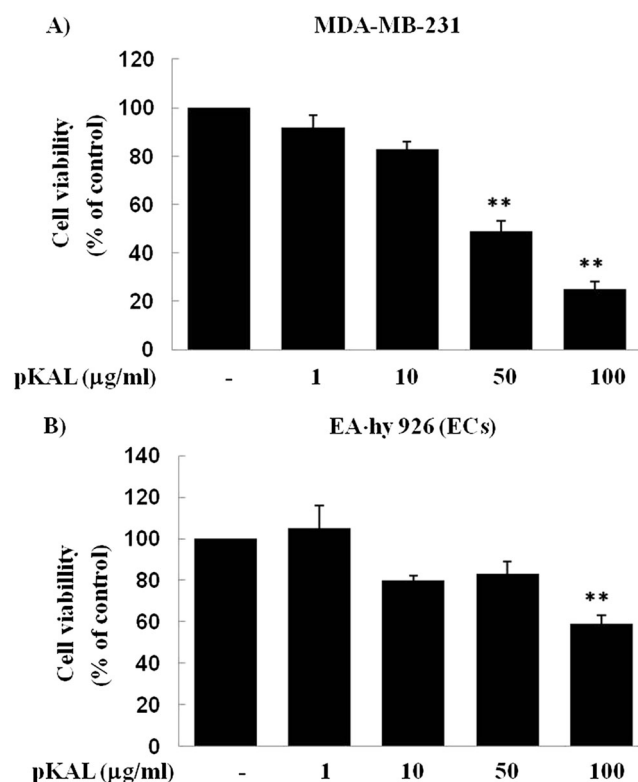 A)
MDA-MB-231
Cell viability
(% of control)
120
100
80
60
40
20
0
**
**
pKAL (µg/ml) - 1 10 50 100
B)
EA·hy 926 (ECs)
Cell viabillity
(% of control)
140
120
100
80
60
40
20
0
**
pKAL (µg/ml) - 1 10 50 100